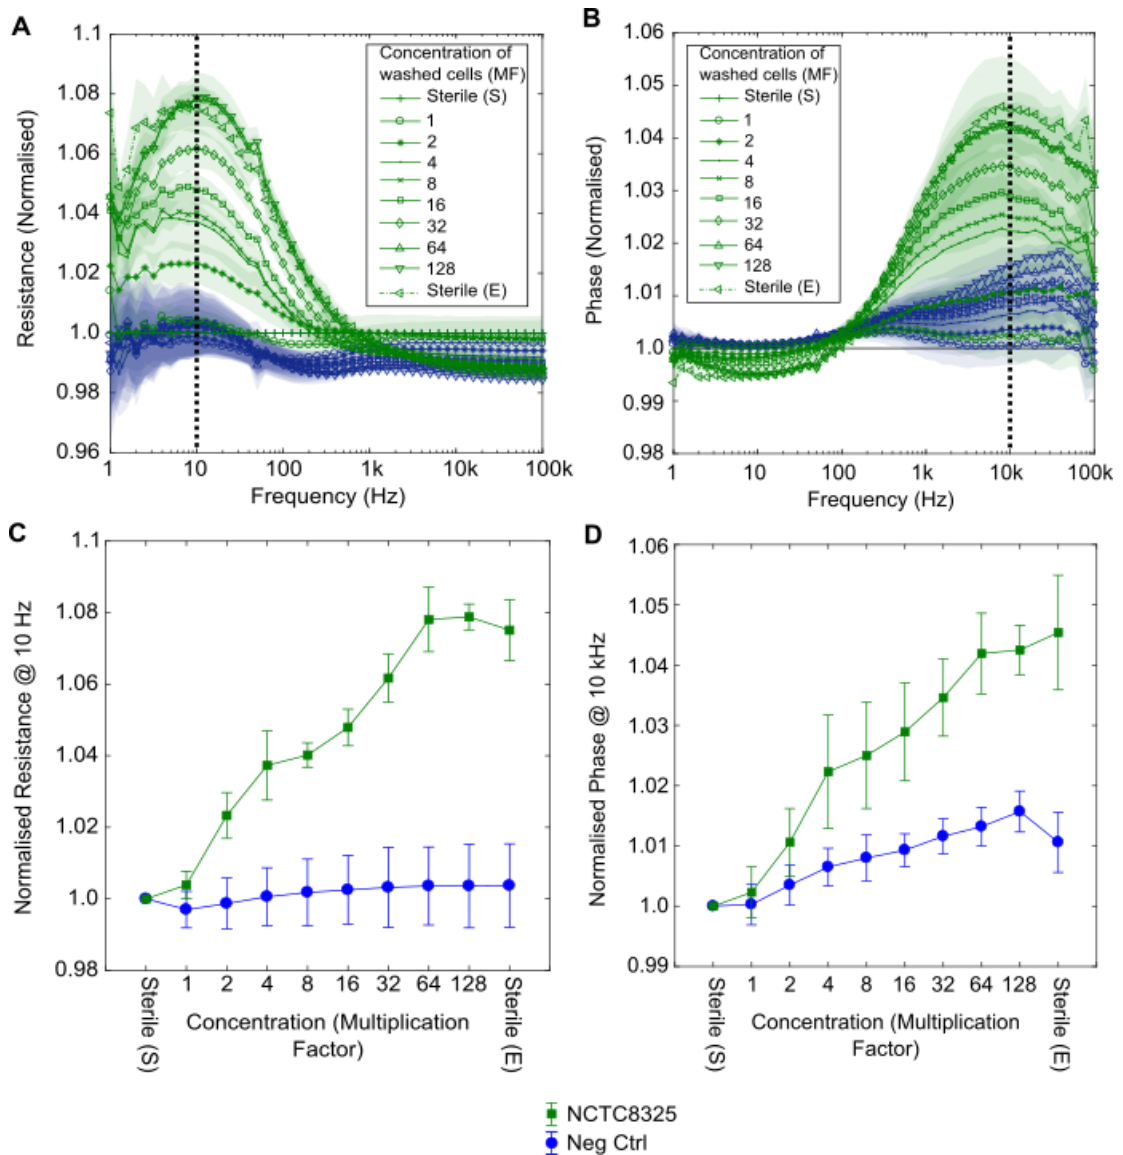 A
1.1
1.08
1.06
1.04
1.02
1.0
0.98
0.96
Resistance (Normalised)
1
10
100
1k
10k
100k
Frequency (Hz)
Concentration of
washed cells (MF)
Sterile (S)
1
2
4
8
16
32
64
128
Sterile (E)
B
1.06
1.05
1.04
1.03
1.02
1.01
1.00
0.99
0.98
Phase (Normalised)
1
10
100
1k
10k
100k
Frequency (Hz)
Concentration of
washed cells (MF)
Sterile (S)
1
2
4
8
16
32
64
128
Sterile (E)
C
1.1
1.08
1.06
1.04
1.02
1.00
0.98
Normalised Resistance @ 10 Hz
Sterile (S)
1
2
4
8
16
32
64
128
Sterile (E)
Concentration (Multiplication
Factor)
D
1.06
1.05
1.04
1.03
1.02
1.01
1.0
0.99
Normalised Phase @ 10 kHz
Sterile (S)
1
2
4
8
16
32
64
128
Sterile (E)
Concentration (Multiplication
Factor)
NCTC8325
Neg Ctrl